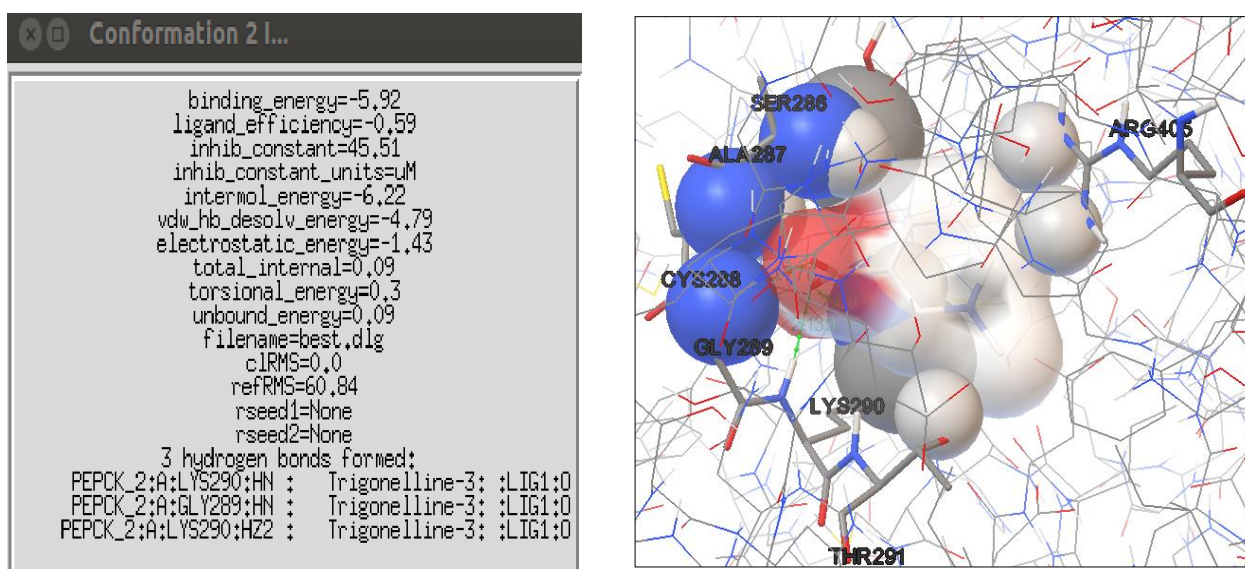 Conformation 2 I...
binding_energy=-5.92
ligand_efficiency=-0.59
inhib_constant=45.51
inhib_constant_units=uM
intermol_energy=-6.22
vdw_hb_desolv_energy=-4.79
electrostatic_energy=-1.43
total_internal=0.09
torsional_energy=0.3
unbound_energy=0.09
filename=best.dlg
clRMS=0.0
refRMS=60.84
rseed1=None
rseed2=None
3 hydrogen bonds formed:
PEPCK_2:A:LYS290:HN : Trigonelline-3: :LIG1:O
PEPCK_2:A:GLY289:HN : Trigonelline-3: :LIG1:O
PEPCK_2:A:LYS290:HZ2 : Trigonelline-3: :LIG1:O
SER286
ARG405
ALA287
CYS288
GLY289
LYS290
THR291